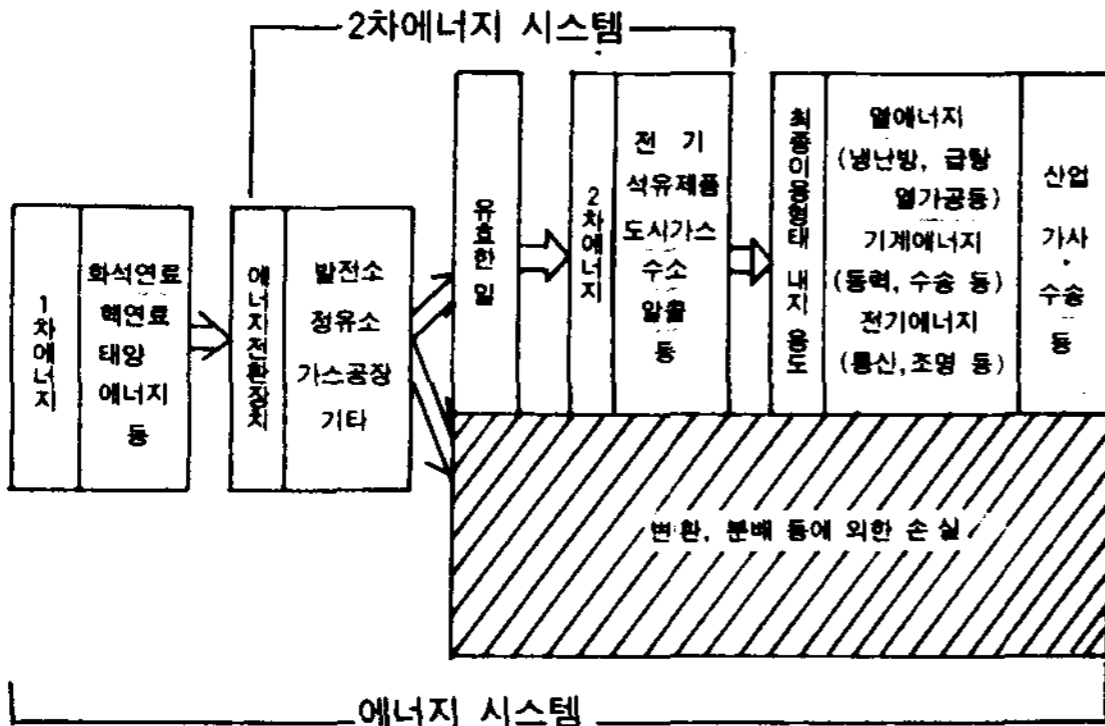 2차에너지 시스템
1차에너지
화석연료
핵연료
태양
에너지
등
에너지전환장치
발전소
정유소
가스공장
기타
유효한 일
2차에너지
전 기
석유제품
도시가스
수소
알콜
등
최종이용형태 내지 용도
열에너지
(냉난방, 급탕
열가공등)
기계에너지
(동력, 수송 등)
전기에너지
(통신,조명 등)
산업
가사·
수송
등
변환, 분배 등에 의한 손실
에너지 시스템